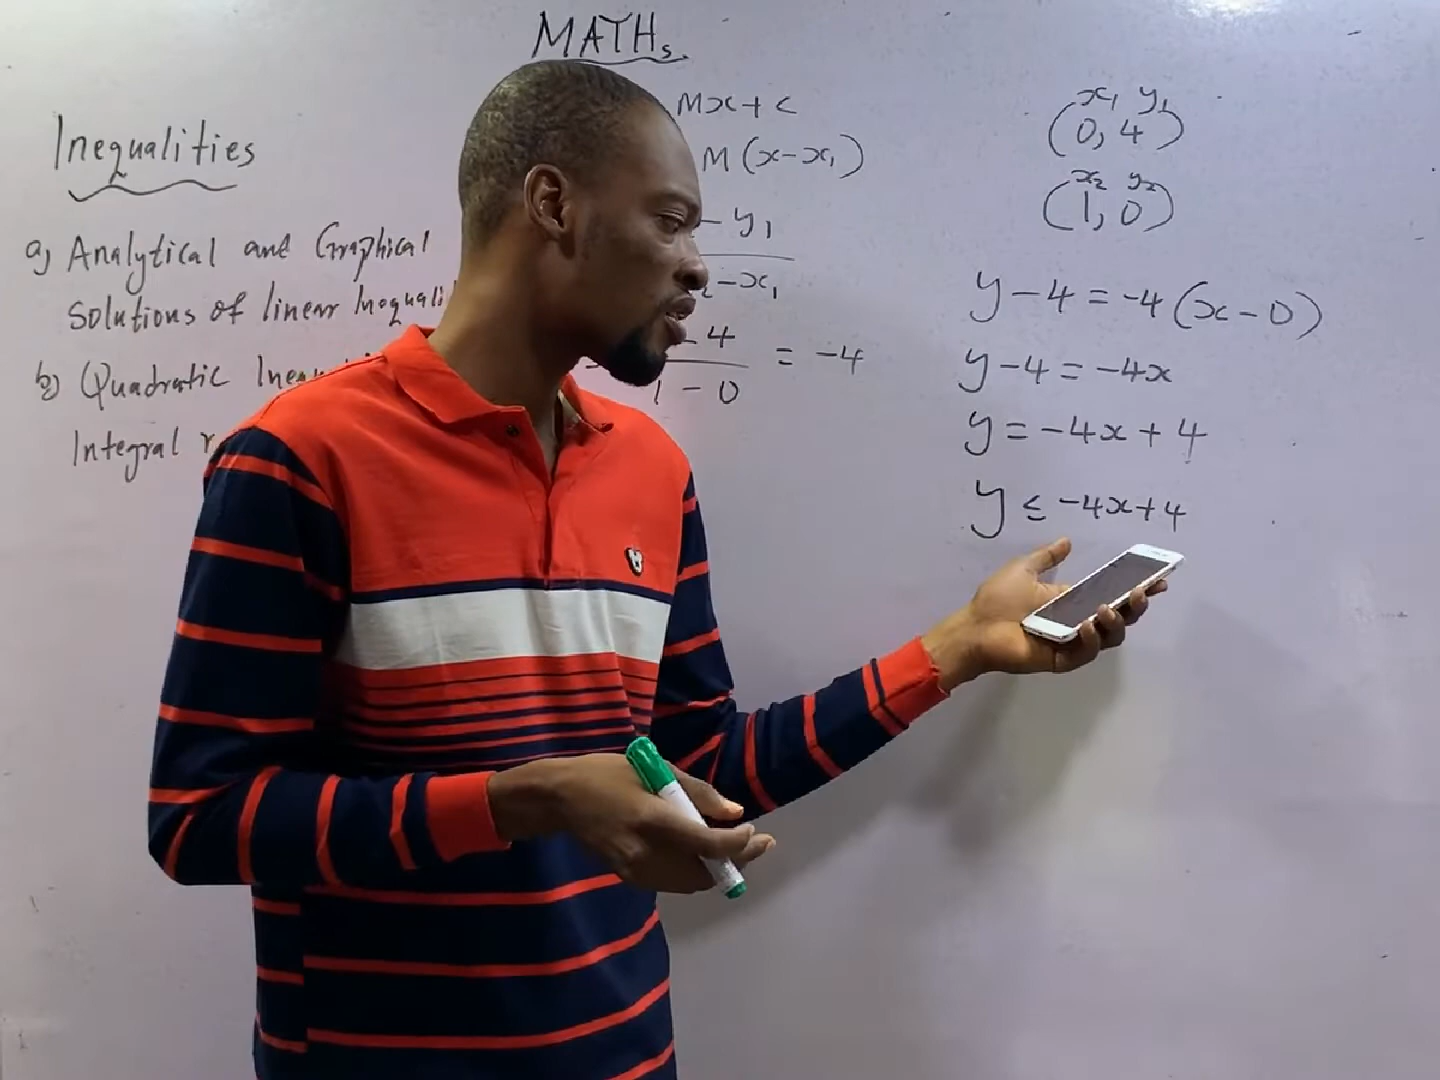 MATHs
Inequalities
a) Analytical and Graphical
Solutions of linear
b) Quadratic
Integral
Mx + c
M(x-x₁)
- y₁
-x₁
- 4
1 - 0
= -4
x₁ y₁
(0, 4)
x₂ y₂
(1, 0)
y-4 = -4(x-0)
y-4 = -4x
y = -4x + 4
y ≤ -4x+4